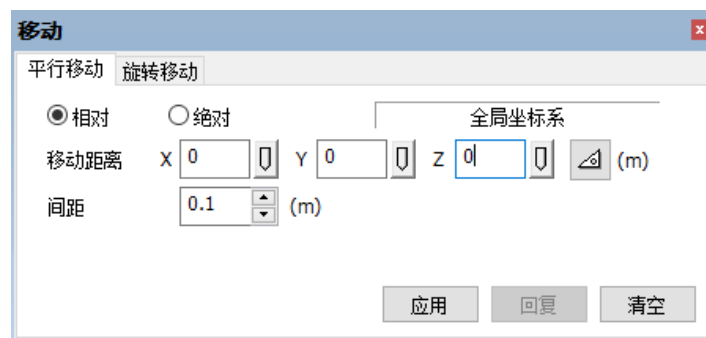 移动
平行移动 旋转移动
相对 绝对 全局坐标系
移动距离 X 0 Y 0 Z 0 (m)
间距 0.1 (m)
应用 回复 清空